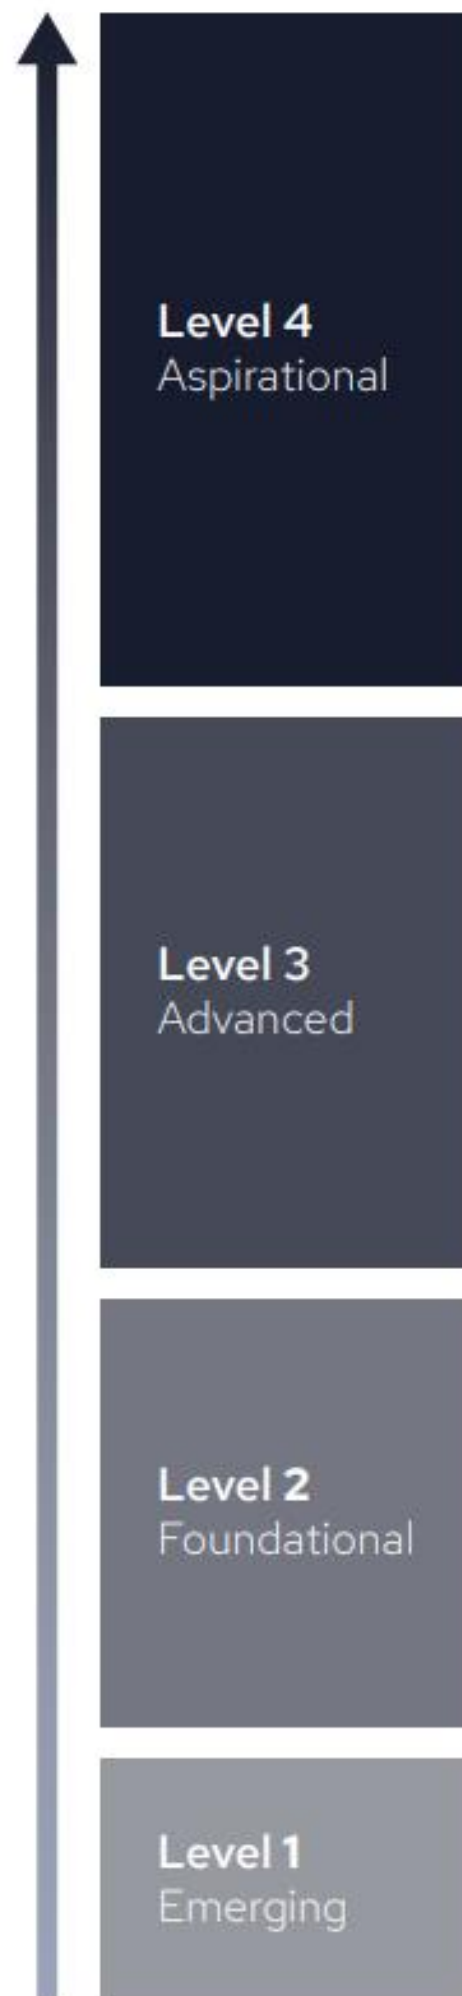 Level 4
Aspirational
Level 3
Advanced
Level 2
Foundational
Level 1
Emerging